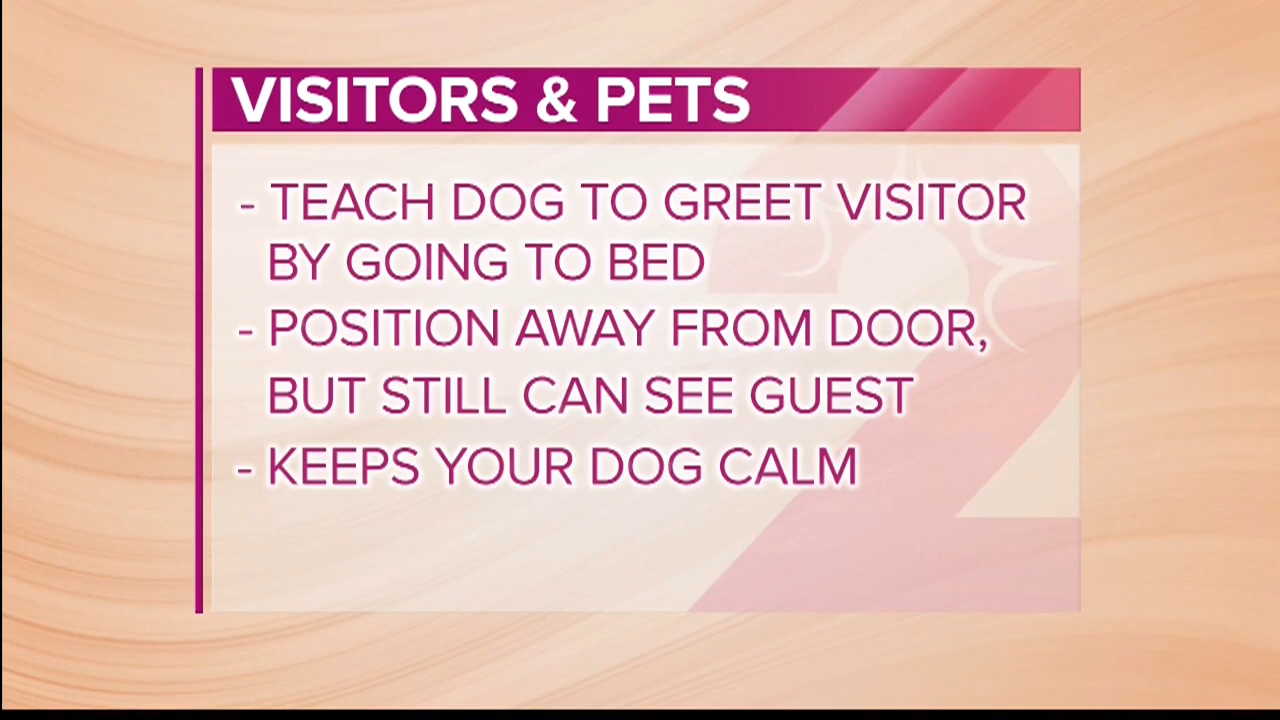 VISITORS & PETS
- TEACH DOG TO GREET VISITOR
BY GOING TO BED
- POSITION AWAY FROM DOOR,
BUT STILL CAN SEE GUEST
- KEEPS YOUR DOG CALM
2